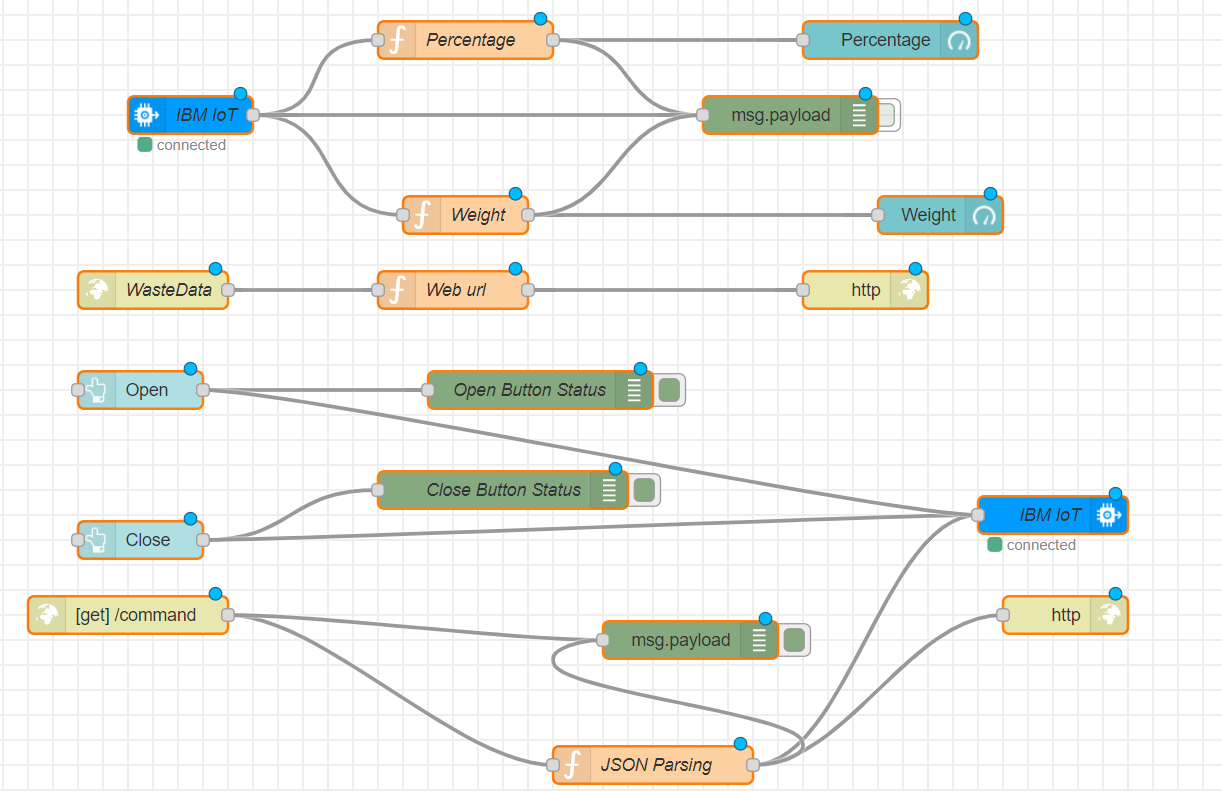 Percentage
Percentage
IBM IoT
msg.payload
connected
Weight
Weight
WasteData
Web url
http
Open
Open Button Status
Close Button Status
IBM IoT
Close
connected
[get] /command
http
msg.payload
JSON Parsing